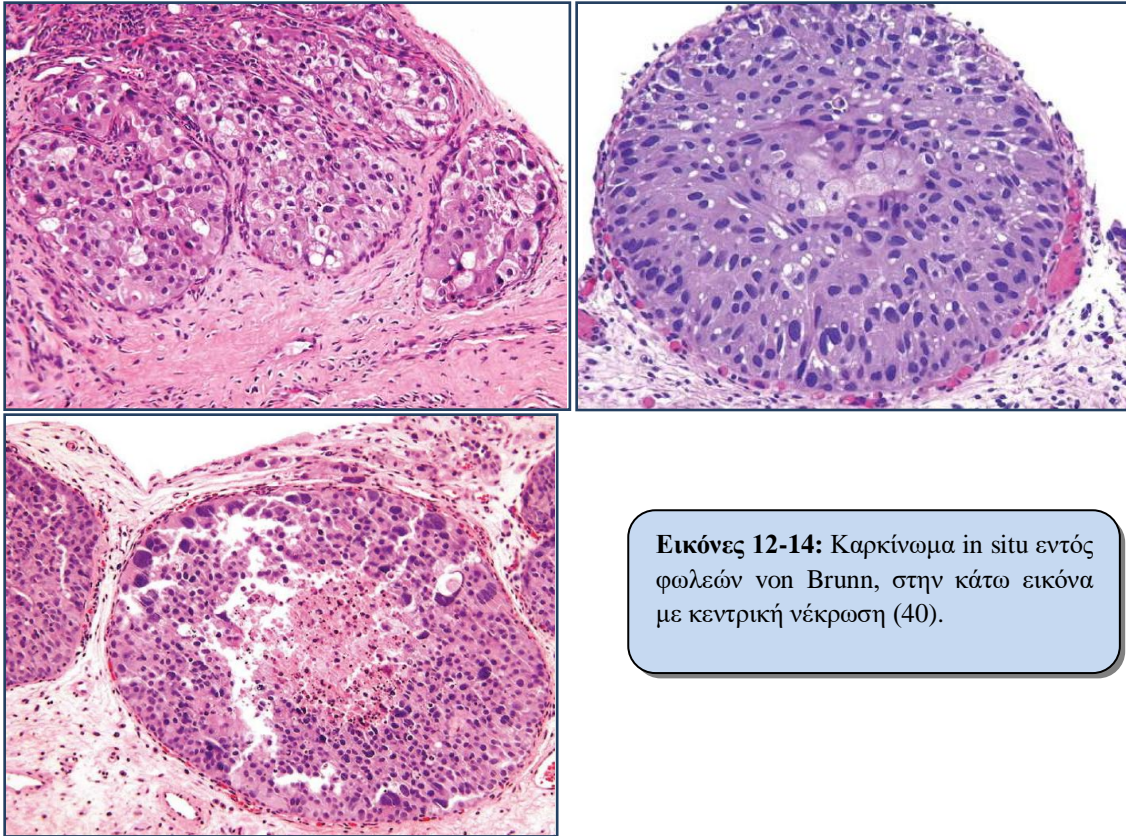 Εικόνες 12-14: Καρκίνωμα in situ εντός
φωλεών von Brunn, στην κάτω εικόνα
με κεντρική νέκρωση (40).